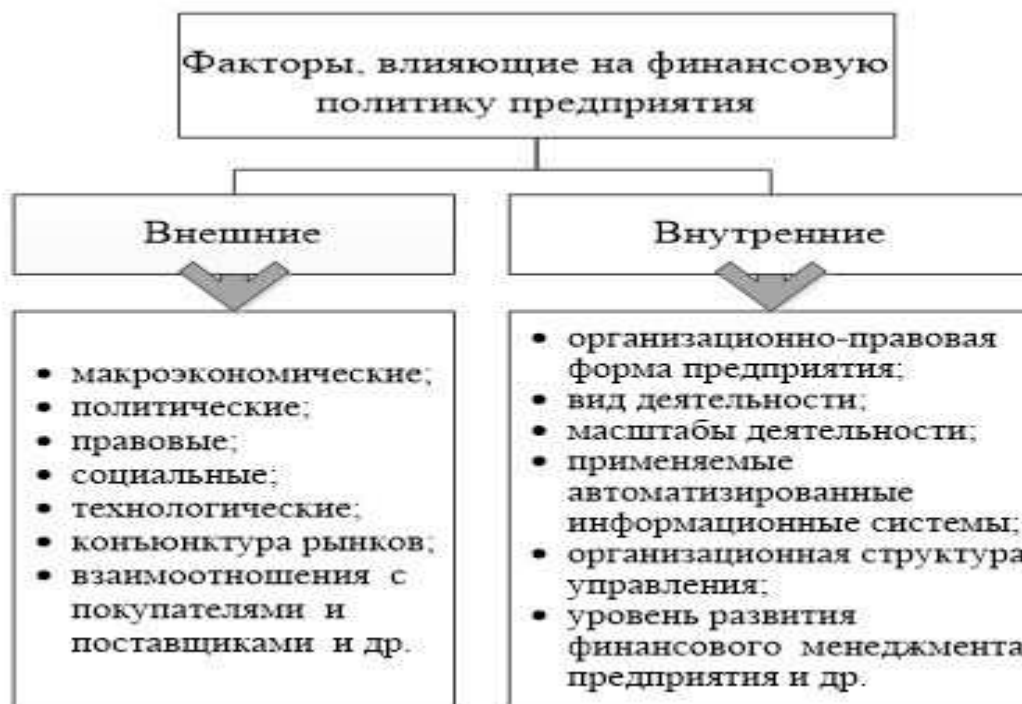 Факторы, влияющие на финансовую
политику предприятия
Внешние
• макроэкономические;
• политические;
• правовые;
• социальные;
• технологические;
• конъюнктура рынков;
• взаимоотношения с
покупателями и
поставщиками и др.
Внутренние
• организационно-правовая
форма предприятия;
• вид деятельности;
• масштабы деятельности;
• применяемые
автоматизированные
информационные системы;
• организационная структура
управления;
• уровень развития
финансового менеджмента
предприятия и др.